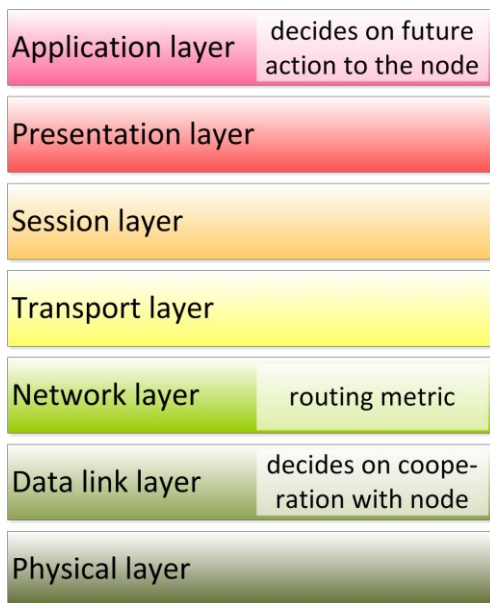 Application layer
decides on future
action to the node
Presentation layer
Session layer
Transport layer
Network layer
routing metric
Data link layer
decides on coope-
ration with node
Physical layer